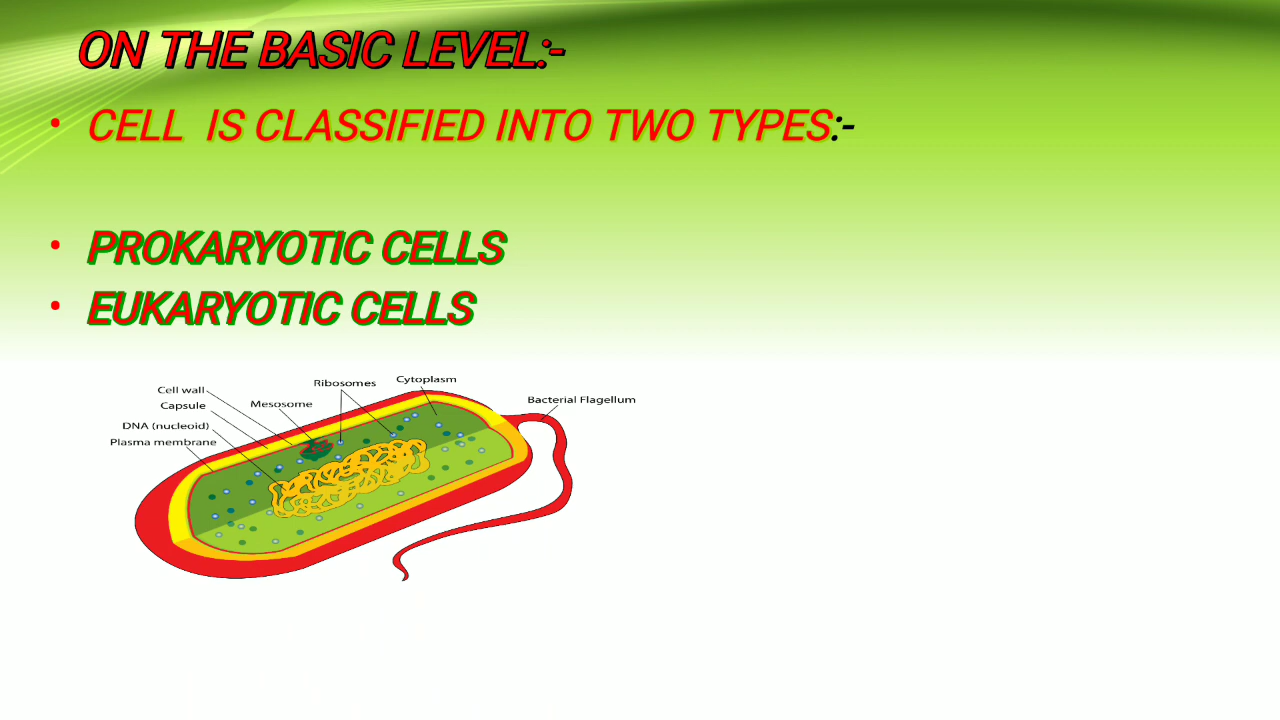 ON THE BASIC LEVEL:-
• CELL IS CLASSIFIED INTO TWO TYPES:-
• PROKARYOTIC CELLS
• EUKARYOTIC CELLS
Cell wall
Capsule
DNA (nucleoid)
Plasma membrane
Mesosome
Ribosomes
Cytoplasm
Bacterial Flagellum